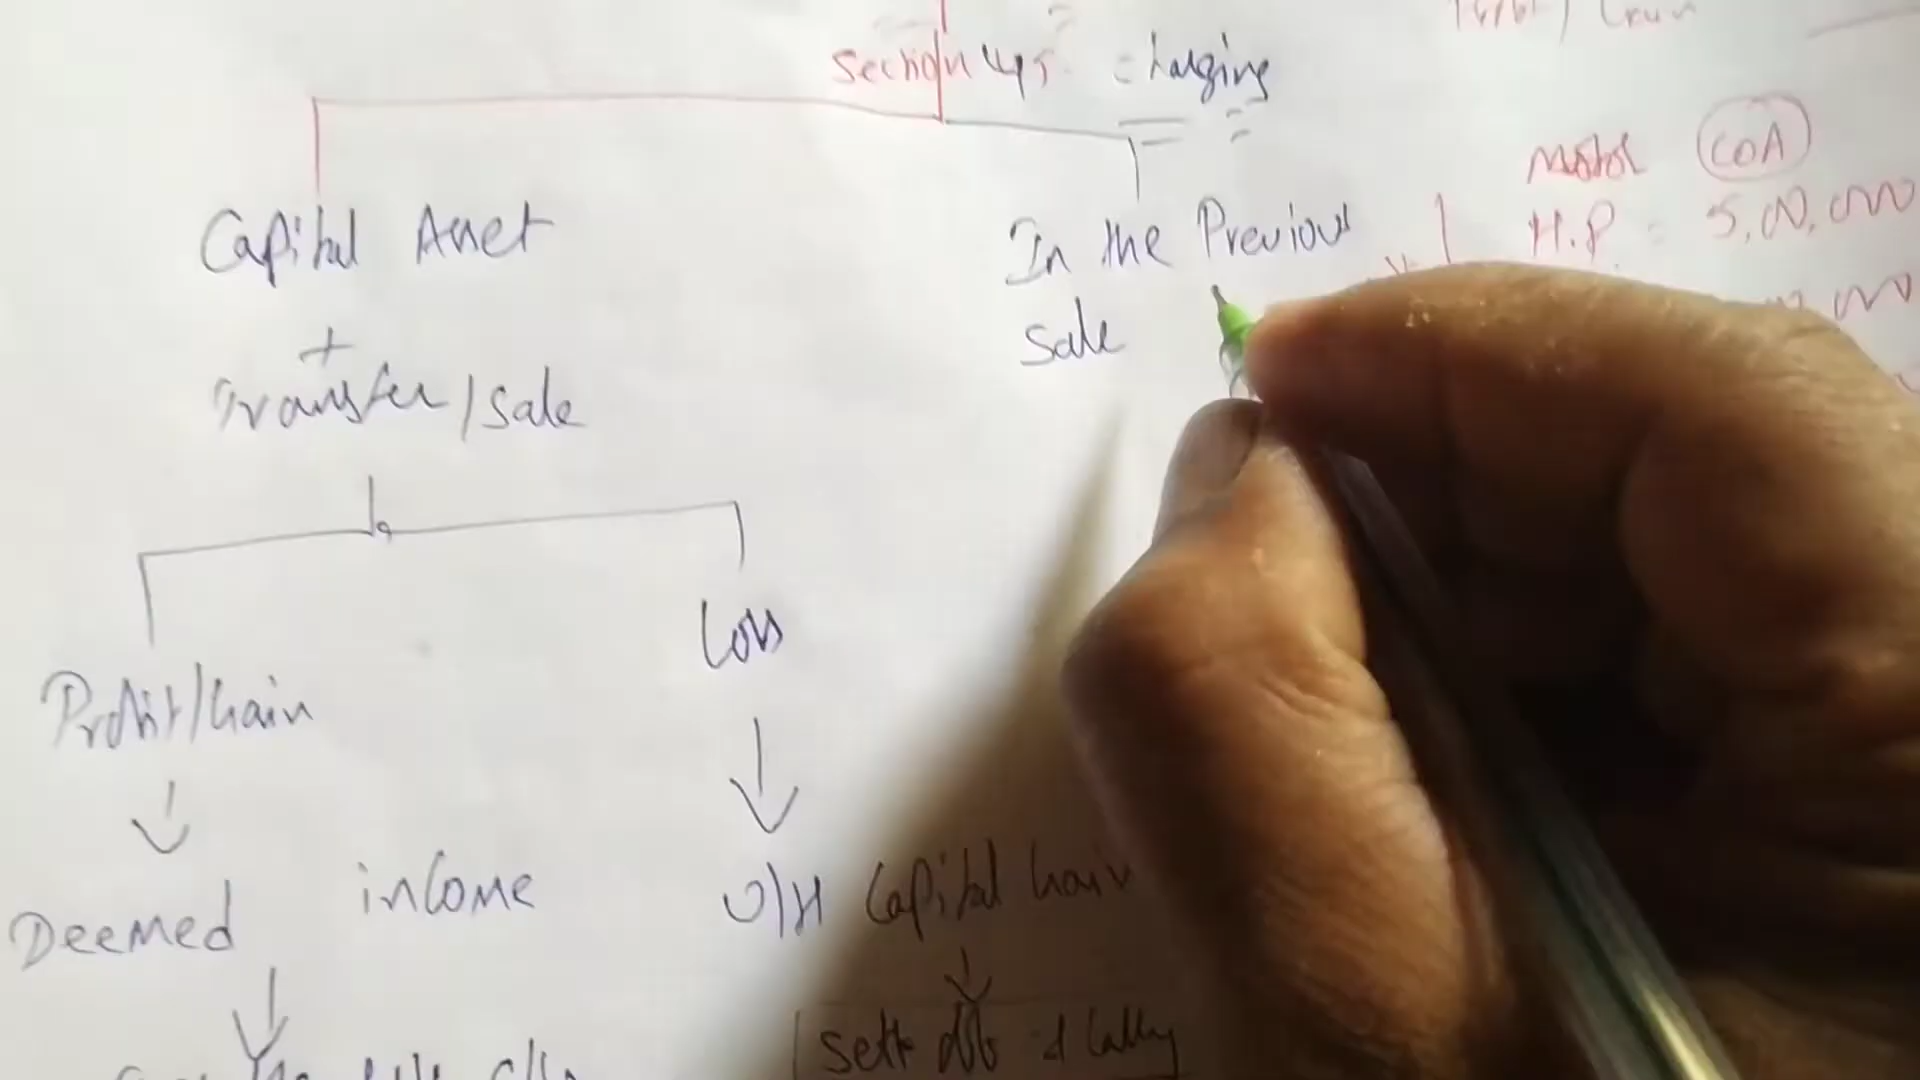 Section 45 charging
Motor COA
H.P = 5,00,000
Capital Asset
In the Previous
Sale
+
Transfer/Sale
Loss
Profit/Gain
Deemed income
U/H Capital Gain
Set off &